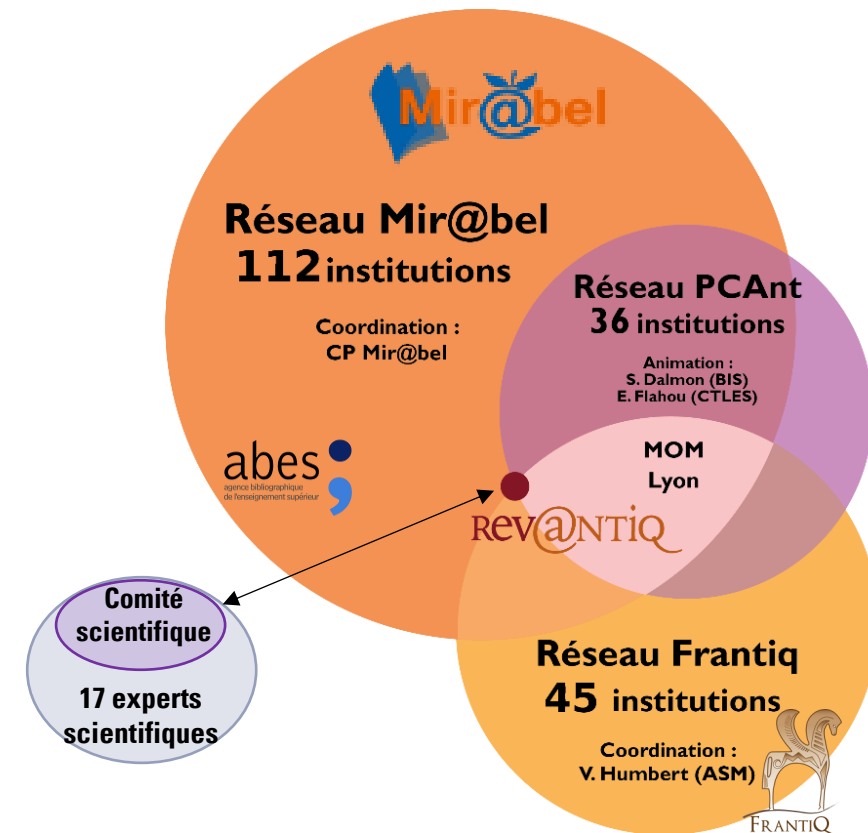 Mir@bel
Réseau Mir@bel
112 institutions
Coordination :
CP Mir@bel
Réseau PCAnt
36 institutions
Animation :
S. Dalmon (BIS)
E. Flahou (CTLES)
MOM
Lyon
abes
agence bibliographique
de l'enseignement supérieur
Rev@ntiq
Comité
scientifique
17 experts
scientifiques
Réseau Frantiq
45 institutions
Coordination :
V. Humbert (ASM)
FRANTIQ